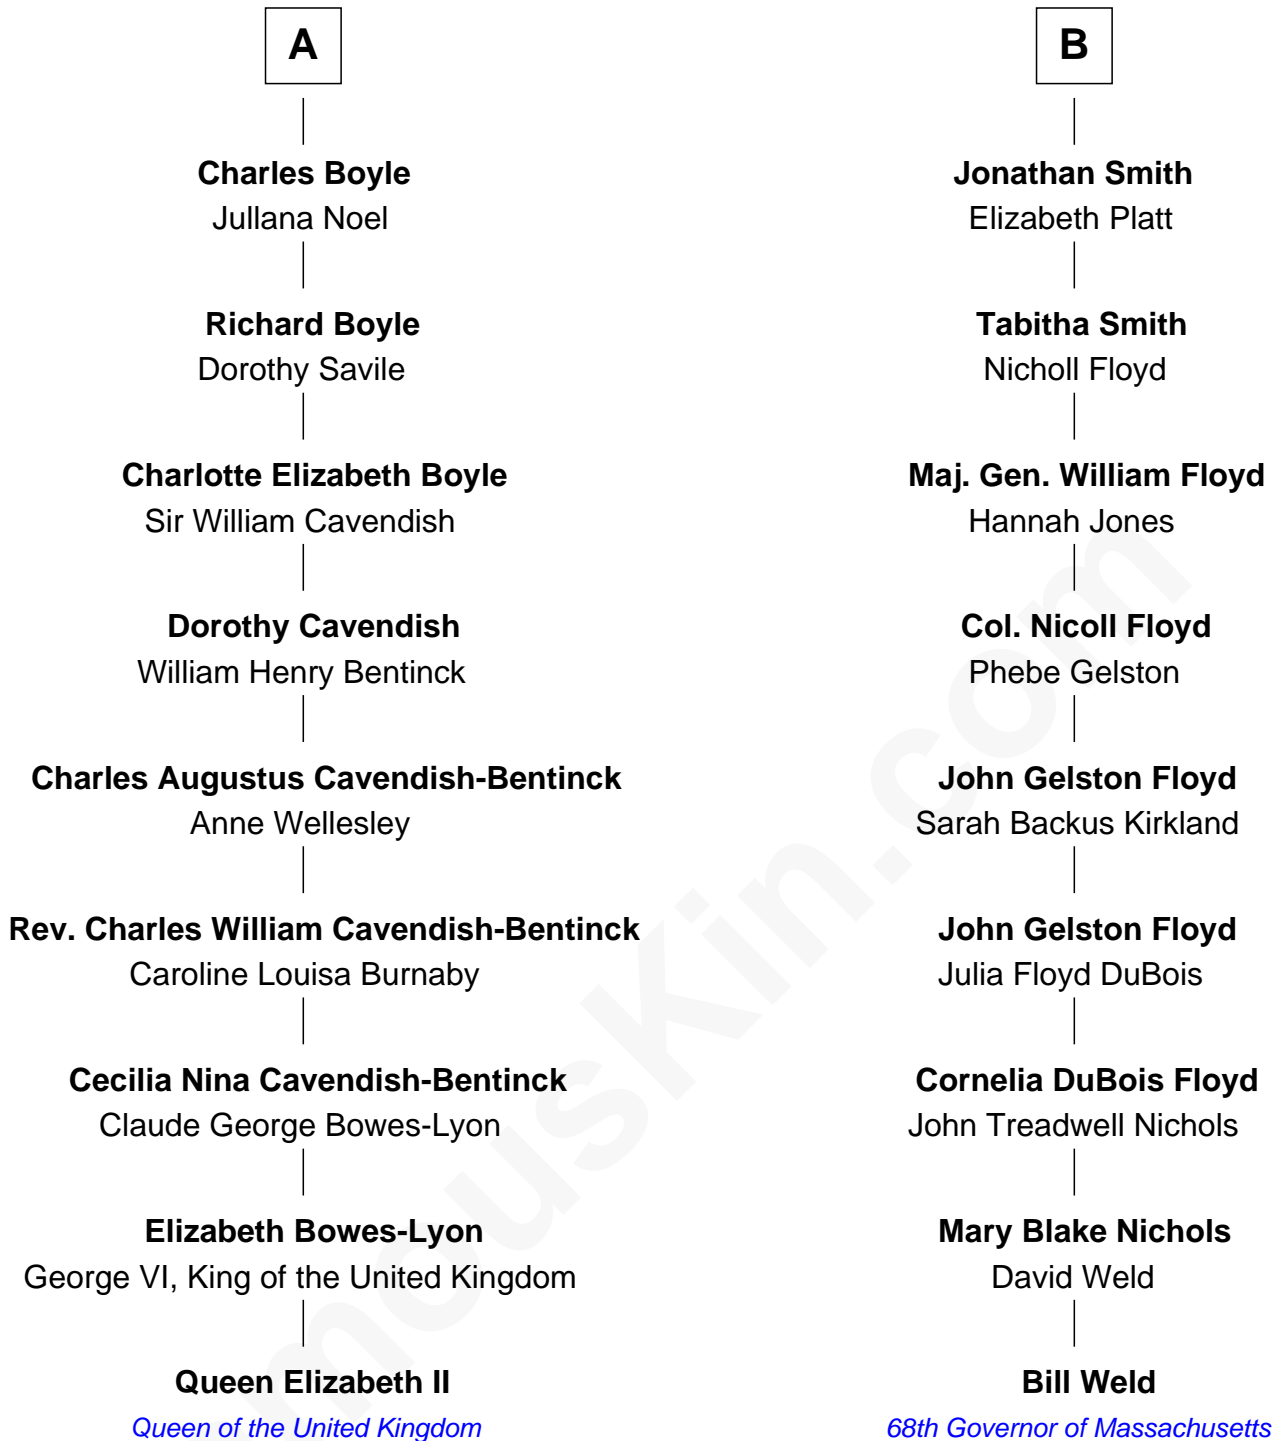 A
Charles Boyle
Jullana Noel
Richard Boyle
Dorothy Savile
Charlotte Elizabeth Boyle
Sir William Cavendish
Dorothy Cavendish
William Henry Bentinck
Charles Augustus Cavendish-Bentinck
Anne Wellesley
Rev. Charles William Cavendish-Bentinck
Caroline Louisa Burnaby
Cecilia Nina Cavendish-Bentinck
Claude George Bowes-Lyon
Elizabeth Bowes-Lyon
George VI, King of the United Kingdom
Queen Elizabeth II
Queen of the United Kingdom
B
Jonathan Smith
Elizabeth Platt
Tabitha Smith
Nicholl Floyd
Maj. Gen. William Floyd
Hannah Jones
Col. Nicoll Floyd
Phebe Gelston
John Gelston Floyd
Sarah Backus Kirkland
John Gelston Floyd
Julia Floyd DuBois
Cornelia DuBois Floyd
John Treadwell Nichols
Mary Blake Nichols
David Weld
Bill Weld
68th Governor of Massachusetts
mouskin.com